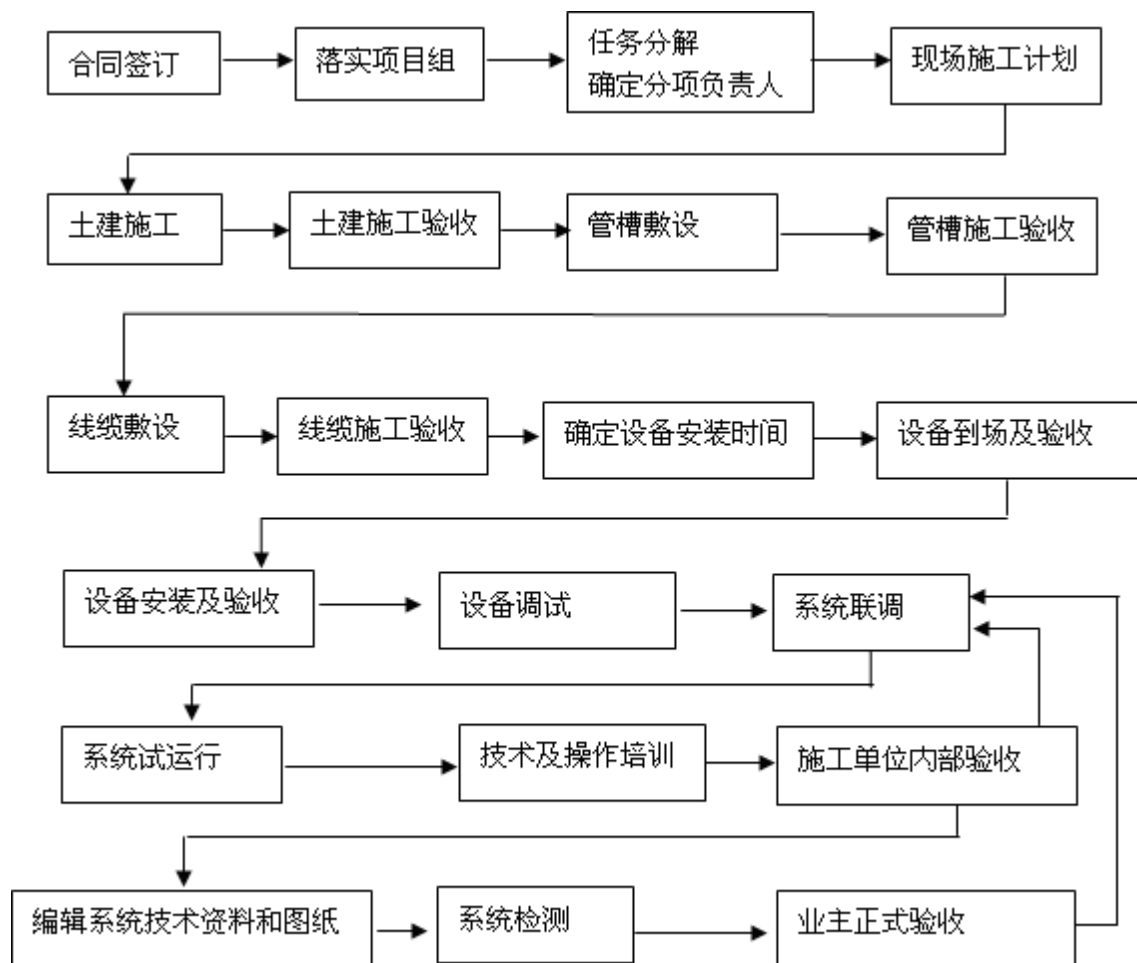 合同签订
落实项目组
任务分解
确定分项负责人
现场施工计划
土建施工
土建施工验收
管槽敷设
管槽施工验收
线缆敷设
线缆施工验收
确定设备安装时间
设备到场及验收
设备安装及验收
设备调试
系统联调
系统试运行
技术及操作培训
施工单位内部验收
编辑系统技术资料和图纸
系统检测
业主正式验收